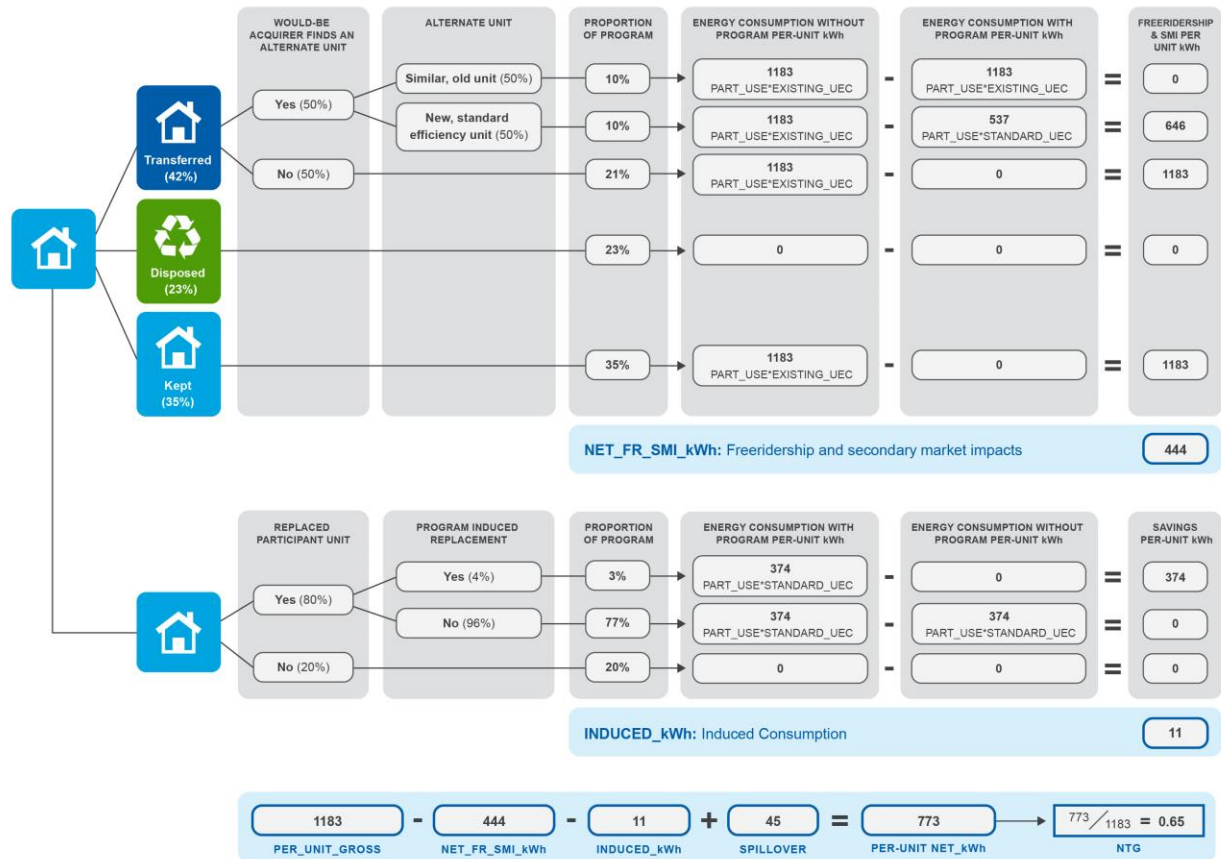 WOULD-BE
ACQUIRER FINDS AN
ALTERNATE UNIT
ALTERNATE UNIT
PROPORTION
OF PROGRAM
ENERGY CONSUMPTION WITHOUT
PROGRAM PER-UNIT kWh
ENERGY CONSUMPTION WITH
PROGRAM PER-UNIT kWh
FREERIDERSHIP
& SMI PER
UNIT kWh
Transferred
(42%)
Yes (50%)
Similar, old unit (50%)
10%
1183
PART_USE*EXISTING_UEC
-
1183
PART_USE*EXISTING_UEC
=
0
New, standard
efficiency unit (50%)
10%
1183
PART_USE*EXISTING_UEC
-
537
PART_USE*STANDARD_UEC
=
646
No (50%)
21%
1183
PART_USE*EXISTING_UEC
-
0
=
1183
Disposed
(23%)
23%
0
-
0
=
0
Kept
(35%)
35%
1183
PART_USE*EXISTING_UEC
-
0
=
1183
NET_FR_SMI_kWh: Freeridership and secondary market impacts
444
REPLACED
PARTICIPANT UNIT
PROGRAM INDUCED
REPLACEMENT
PROPORTION
OF PROGRAM
ENERGY CONSUMPTION WITH
PROGRAM PER-UNIT kWh
ENERGY CONSUMPTION WITHOUT
PROGRAM PER-UNIT kWh
SAVINGS
PER-UNIT kWh
Yes (80%)
Yes (4%)
3%
374
PART_USE*STANDARD_UEC
-
0
=
374
No (96%)
77%
374
PART_USE*STANDARD_UEC
-
374
PART_USE*STANDARD_UEC
=
0
No (20%)
20%
0
-
0
=
0
INDUCED_kWh: Induced Consumption
11
1183 - 444 - 11 + 45 = 773
773/1183 = 0.65
PER_UNIT_GROSS
NET_FR_SMI_kWh
INDUCED_kWh
SPILLOVER
PER-UNIT NET_kWh
NTG